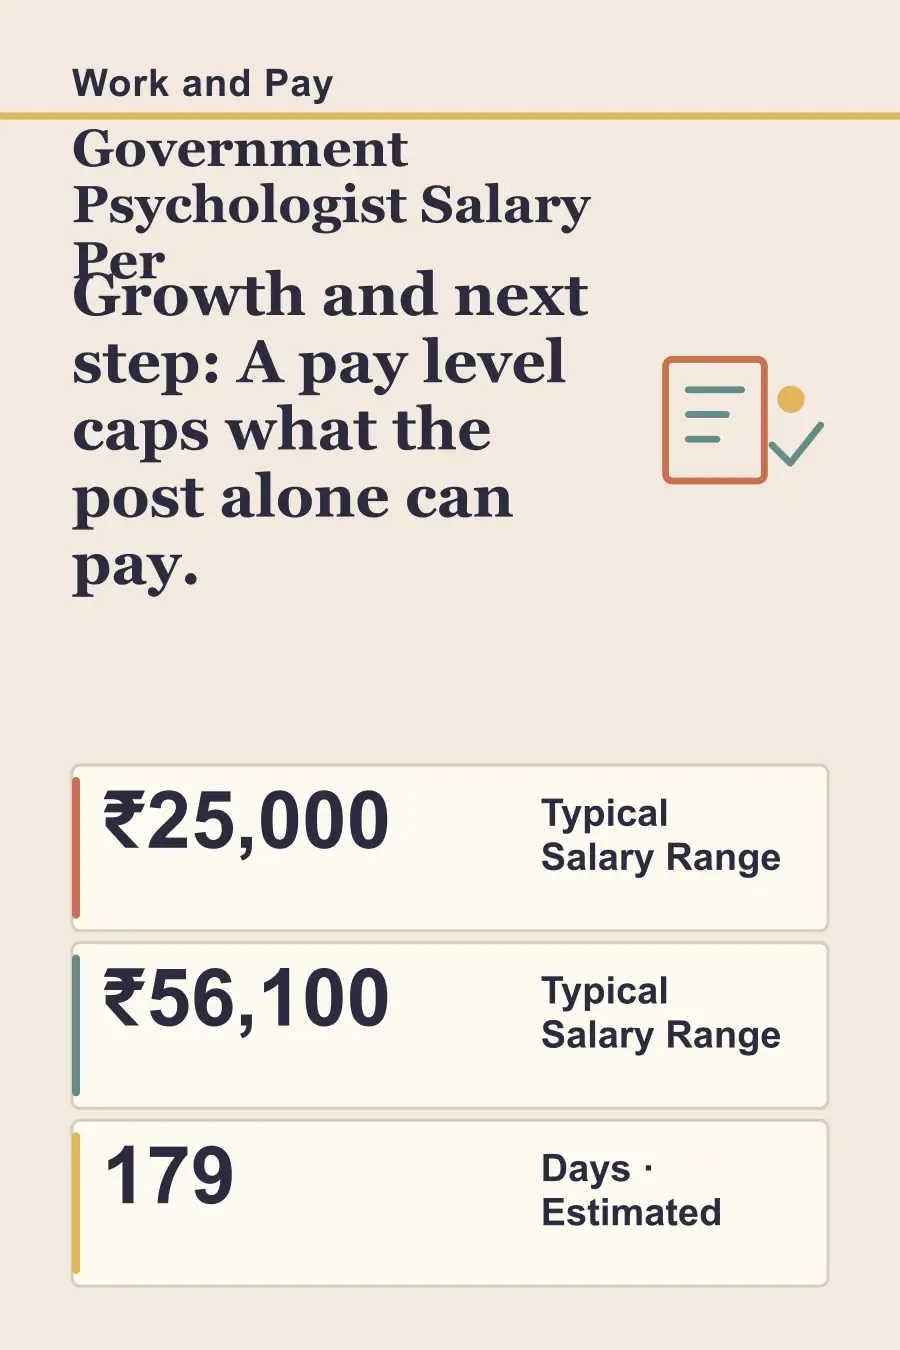 Work and Pay
Government
Psychologist Salary
Per
Growth and next
step: A pay level
caps what the
post alone can
pay.
₹25,000
Typical
Salary Range
₹56,100
Typical
Salary Range
179
Days ·
Estimated